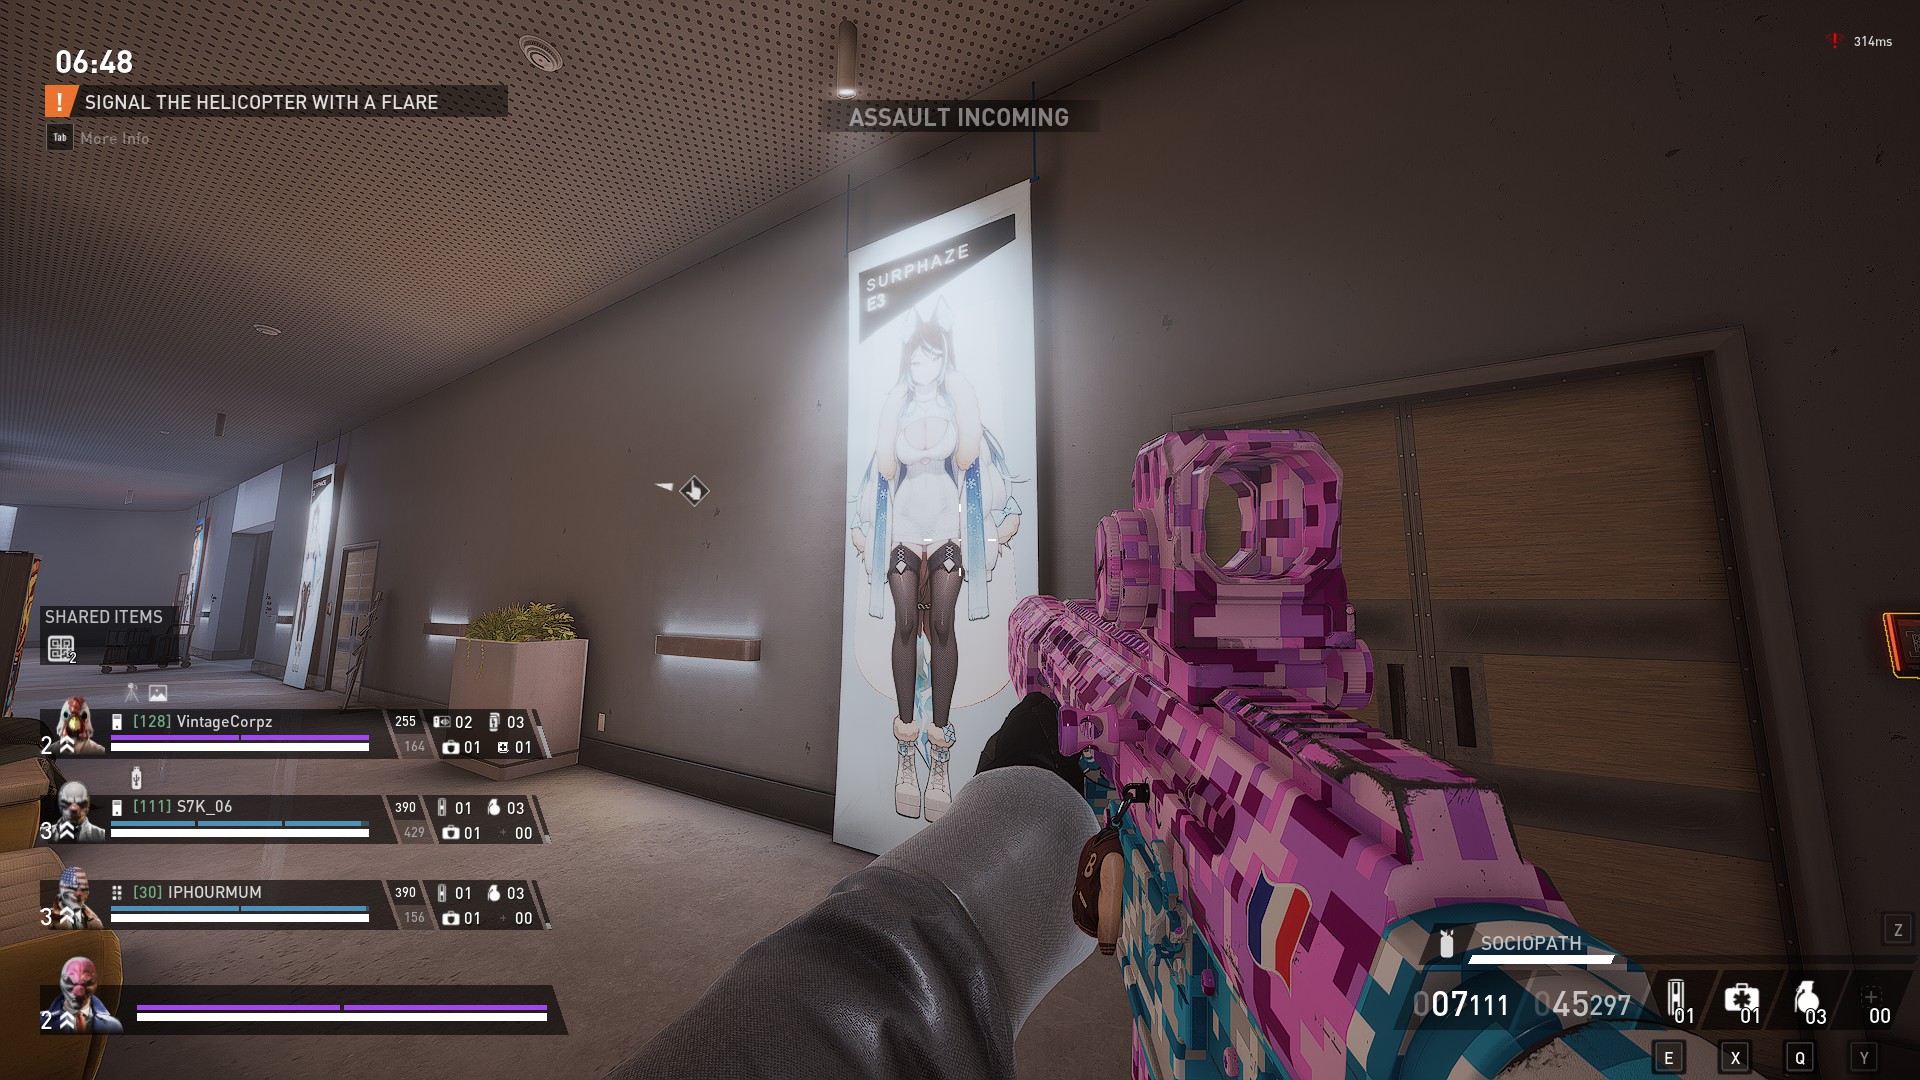 06:48
! SIGNAL THE HELICOPTER WITH A FLARE
Tab More Info
ASSAULT INCOMING
314ms
SURPHAZE
E3
SHARED ITEMS
2
[128] VintageCorpz
255 02 03
2
164 01 01
[111] S7K_06
390 01 03
3
429 01 00
[30] IPHOURMUM
390 01 03
3
156 01 00
2
B
Z
SOCIOPATH
007111 045297
01 01 03 00
E X Q Y